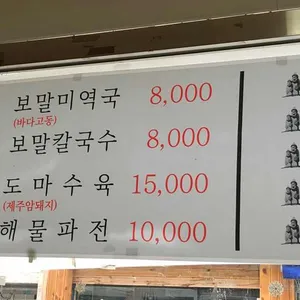 보말미역국 8,000
(바다고동)
보말칼국수 8,000
도마수육 15,000
(제주암돼지)
해물파전 10,000